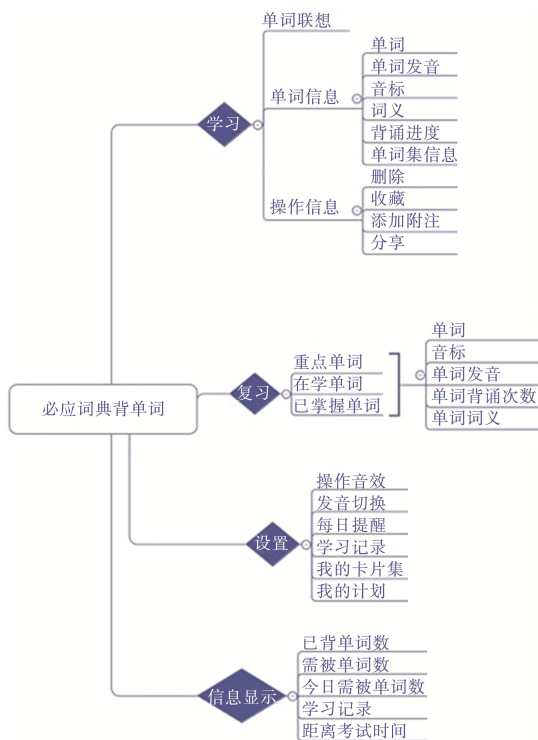 单词联想
单词
单词发音
单词信息
音标
词义
学习
背诵进度
单词集信息
删除
操作信息
收藏
添加附注
分享
单词
重点单词
音标
必应词典背单词
复习
在学单词
单词发音
已掌握单词
单词背诵次数
单词词义
操作音效
发音切换
每日提醒
设置
学习记录
我的卡片集
我的计划
已背单词数
需被单词数
信息显示
今日需被单词数
学习记录
距离考试时间